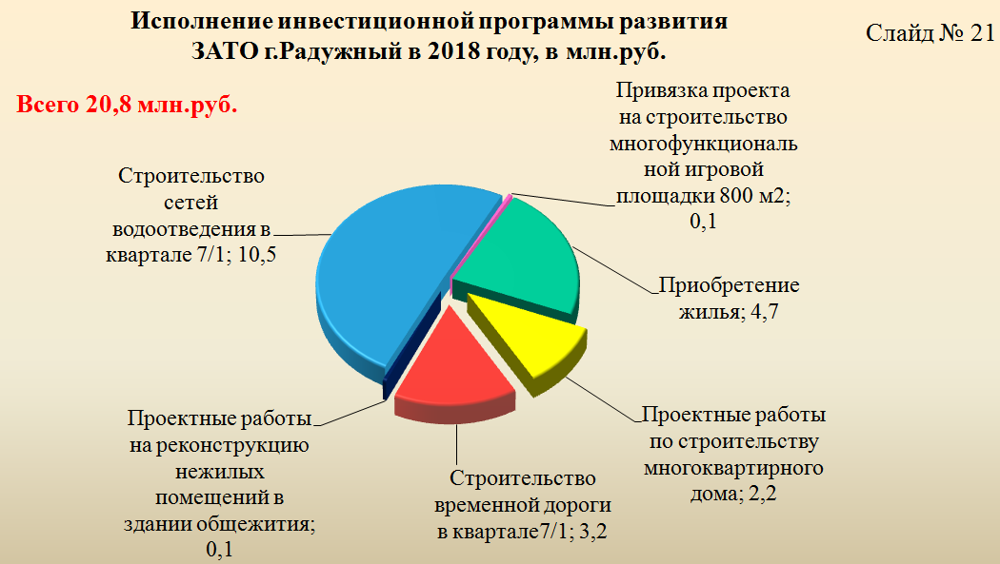 Исполнение инвестиционной программы развития
ЗАТО г.Радужный в 2018 году, в млн.руб.
Слайд № 21
Всего 20,8 млн.руб.
Привязка проекта
на строительство
многофункциональ
ной игровой
площадки 800 м2;
0,1
Строительство
сетей
водоотведения в
квартале 7/1; 10,5
Приобретение
жилья; 4,7
Проектные работы
по строительству
многоквартирного
дома; 2,2
Проектные работы
на реконструкцию
нежилых
помещений в
здании общежития;
0,1
Строительство
временной дороги
в квартале7/1; 3,2